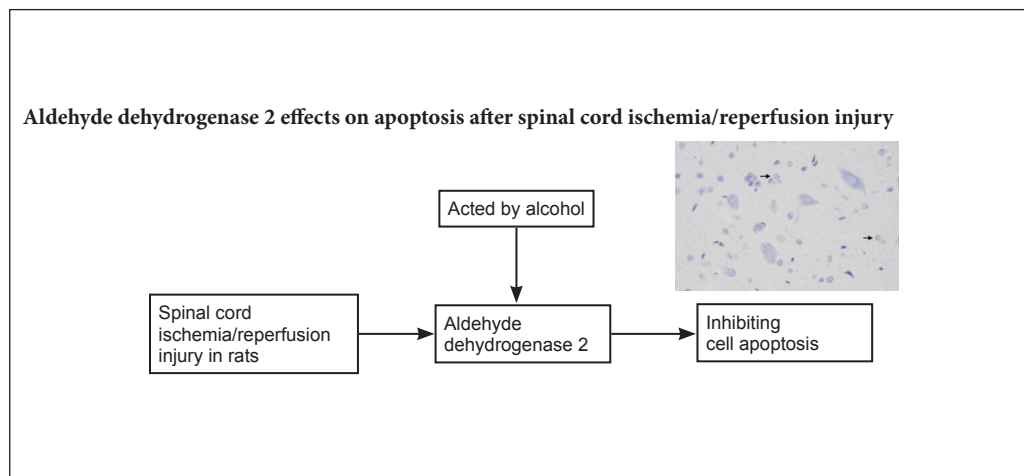 Aldehyde dehydrogenase 2 effects on apoptosis after spinal cord ischemia/reperfusion injury
Acted by alcohol
Spinal cord
ischemia/reperfusion
injury in rats
Aldehyde
dehydrogenase 2
Inhibiting
cell apoptosis